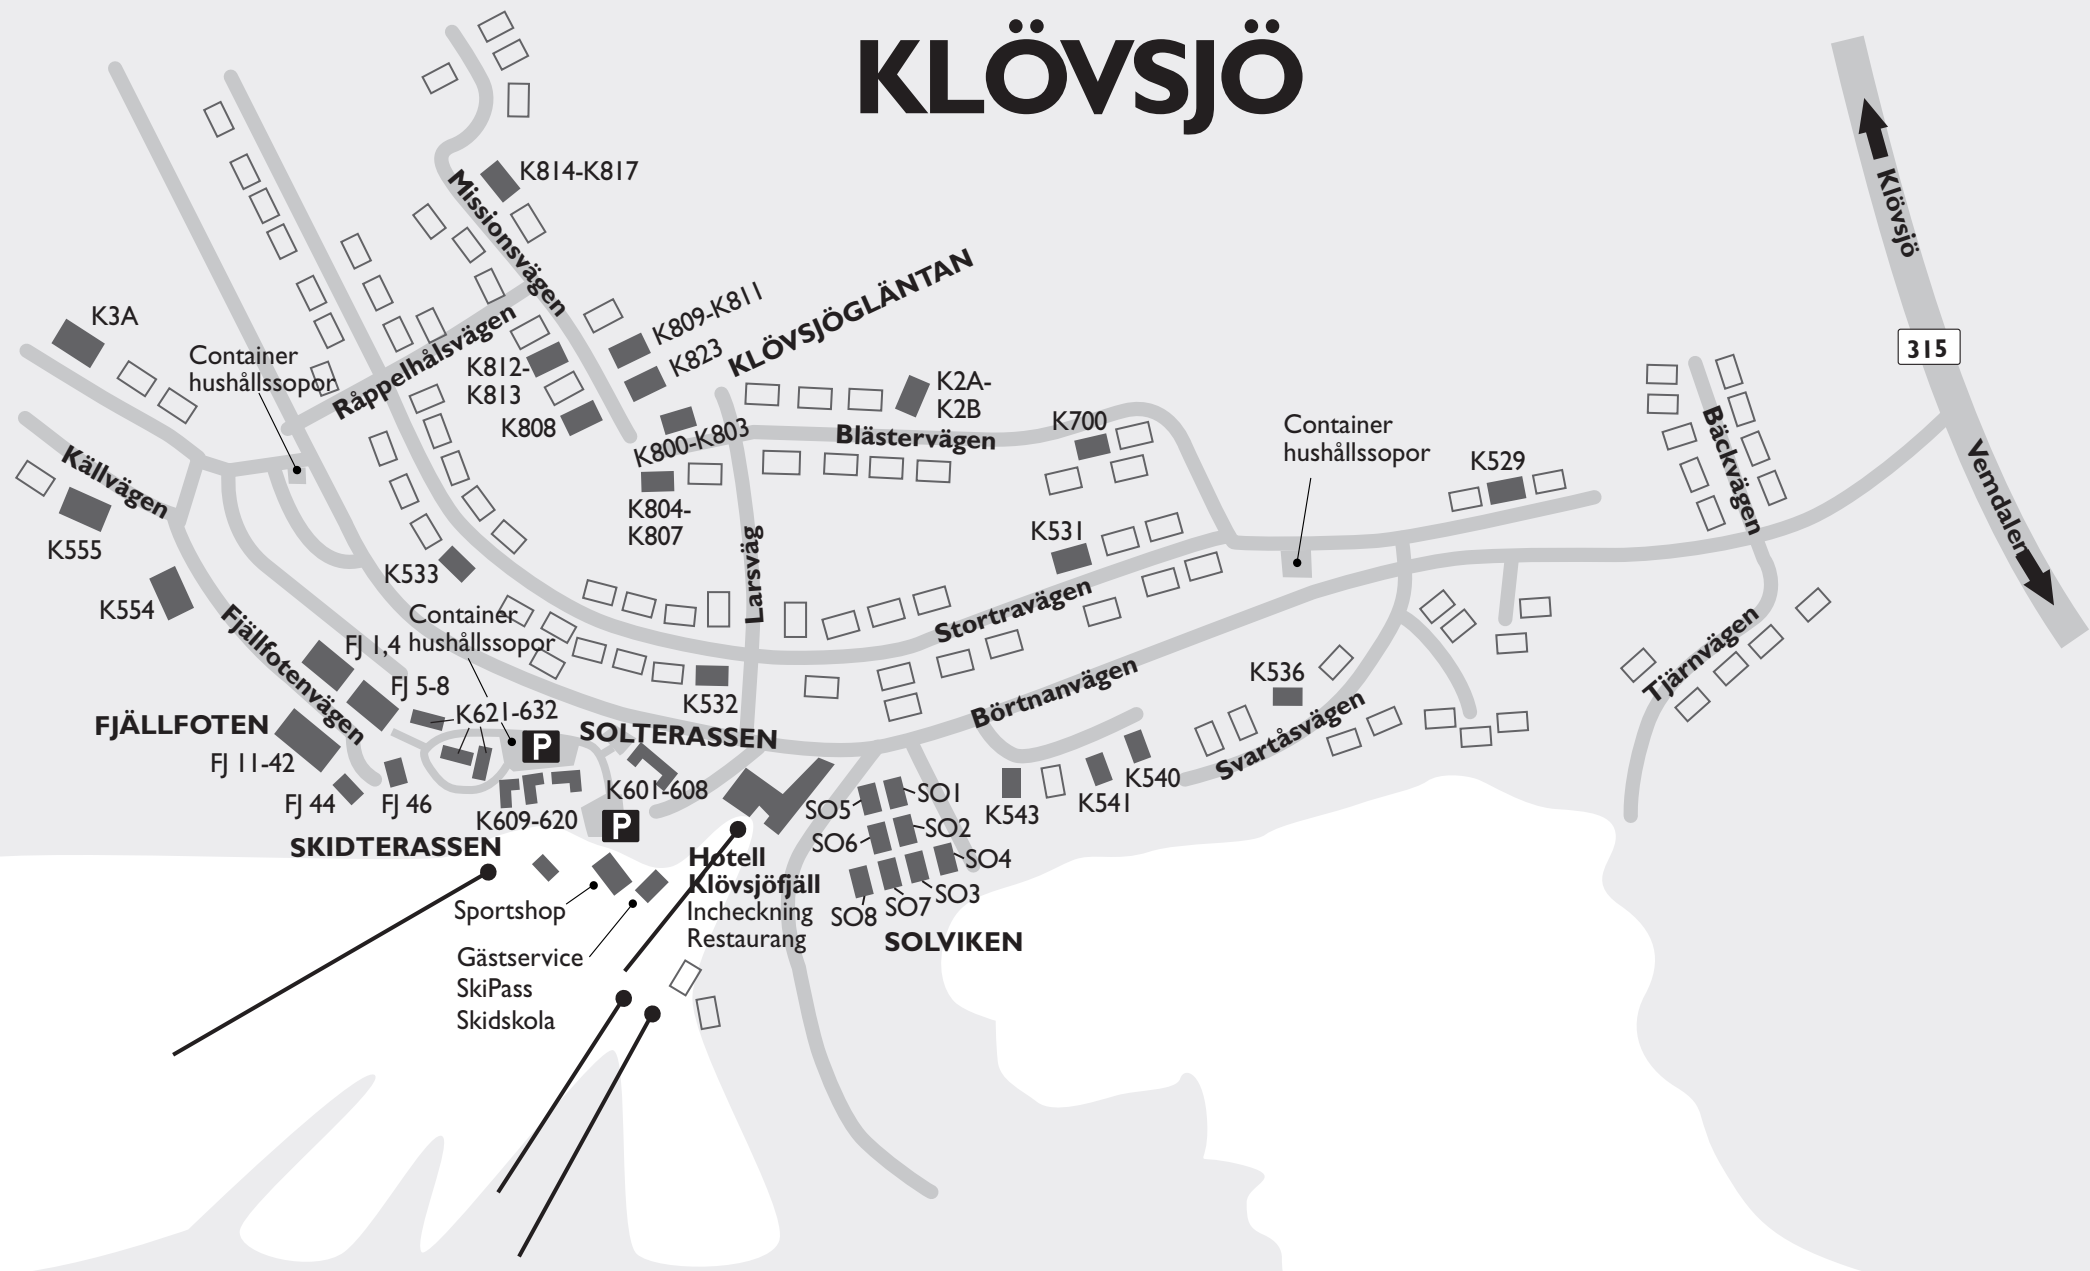 KLÖVSJÖ
Klövsjö
315
Vemdalen
K814-K817
Missionsvägen
K809-K811
K823
KLÖVSJÖGLÄNTAN
K3A
Container
hushållssopor
Råppelhålsvägen
K812-
K813
K808
K800-K803
K804-
K807
K2A-
K2B
Blästervägen
K700
Container
hushållssopor
K529
Bäckvägen
Källvägen
K555
K554
K533
Larsväg
K531
Stortravägen
Börtnanvägen
Tjärnvägen
K536
Svartåsvägen
Fjällfotenvägen
Container
hushållssopor
FJ 1,4
FJ 5-8
K621-632
K532
FJÄLLFOTEN
FJ 11-42
FJ 44
FJ 46
P
SOLTERASSEN
K601-608
K609-620
P
SKIDTERASSEN
Sportshop
Gästservice
SkiPass
Skidskola
Hotell
Klövsjöfjäll
Incheckning
Restaurang
SO5
SO1
SO6
SO2
SO4
SO3
SO7
SO8
SOLVIKEN
K543
K541
K540